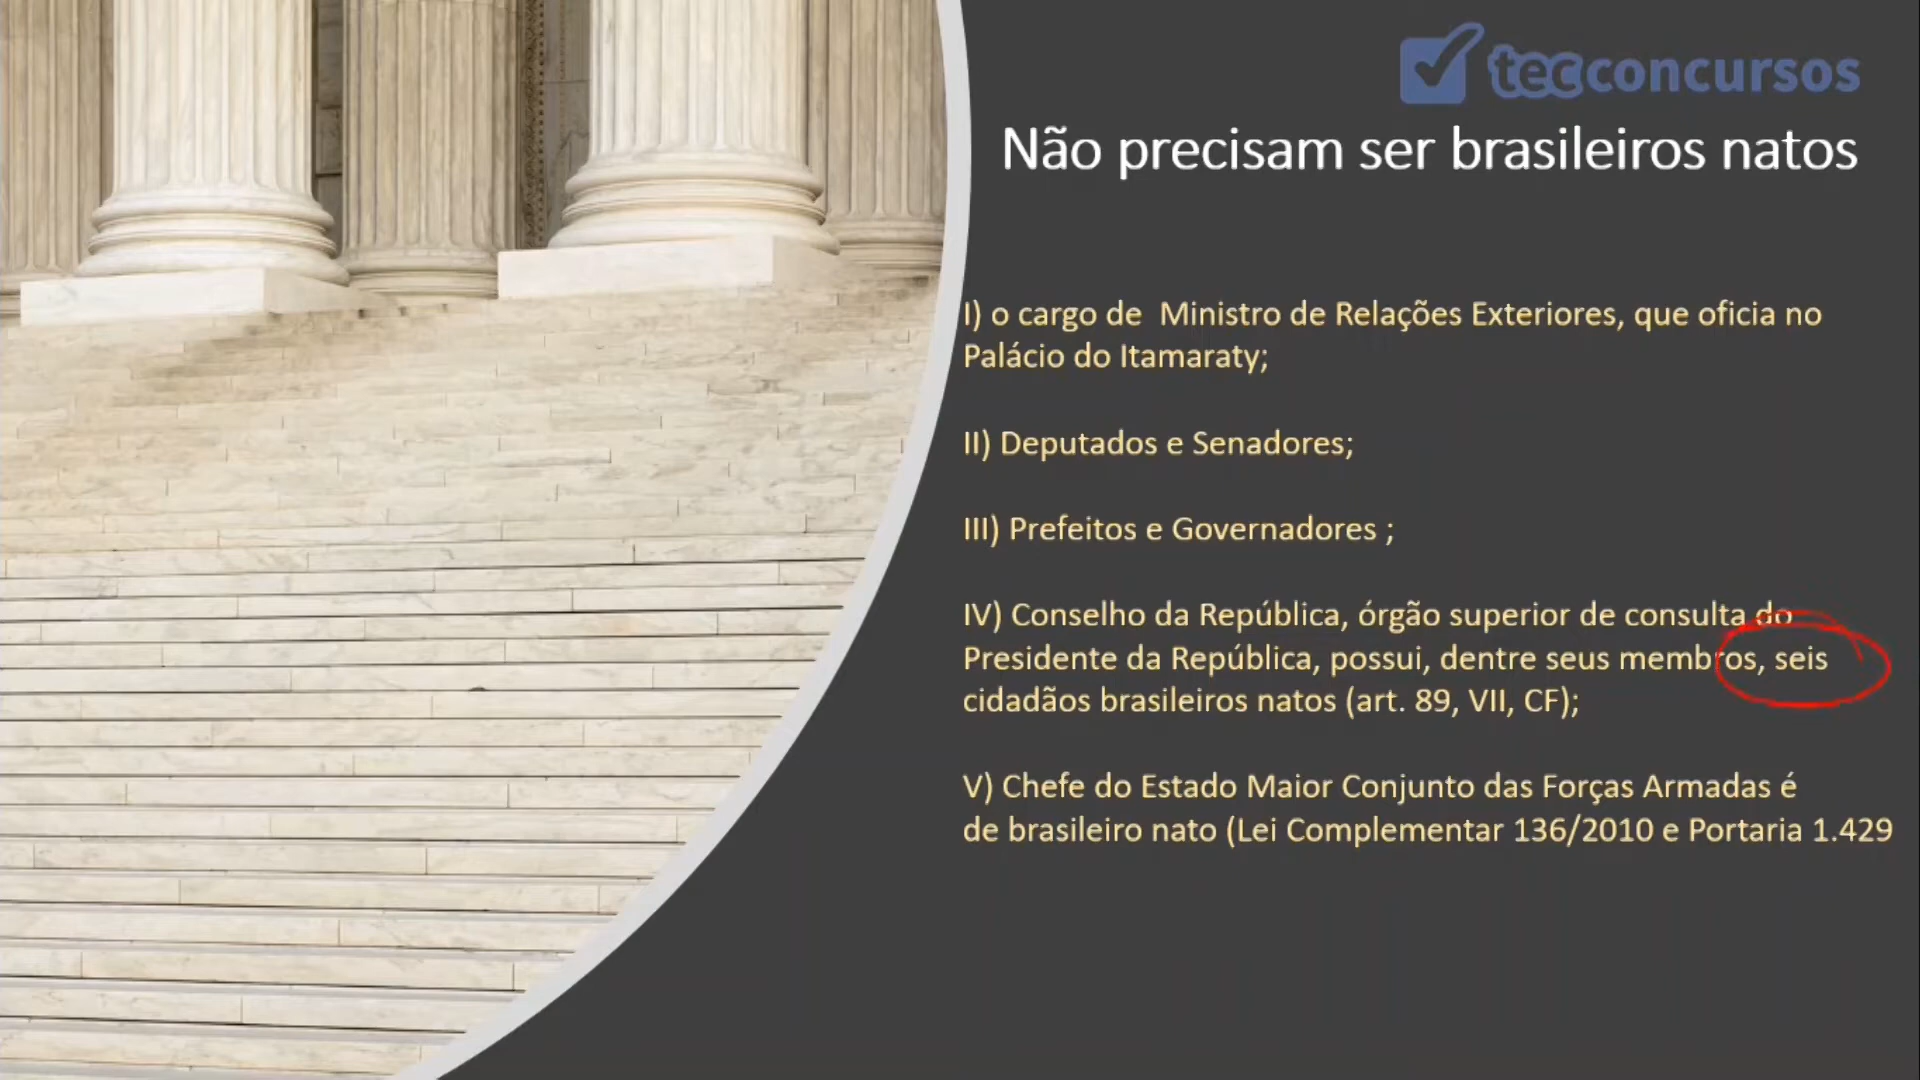 tecconcursos
Não precisam ser brasileiros natos
I) o cargo de Ministro de Relações Exteriores, que oficia no
Palácio do Itamaraty;
II) Deputados e Senadores;
III) Prefeitos e Governadores ;
IV) Conselho da República, órgão superior de consulta do
Presidente da República, possui, dentre seus membros, seis
cidadãos brasileiros natos (art. 89, VII, CF);
V) Chefe do Estado Maior Conjunto das Forças Armadas é
de brasileiro nato (Lei Complementar 136/2010 e Portaria 1.429